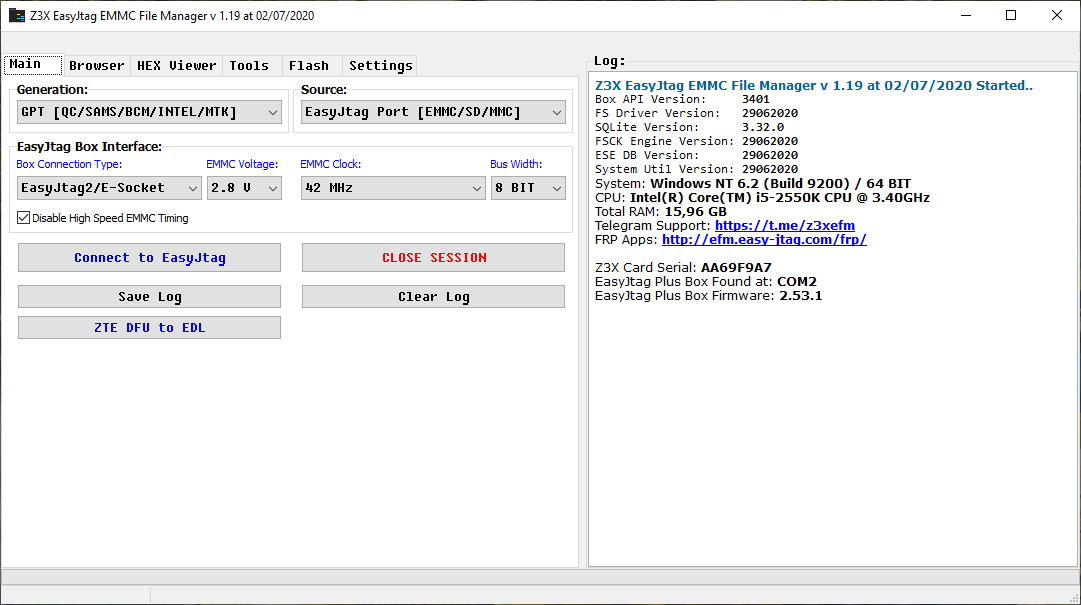 Z3X EasyJtag EMMC File Manager v 1.19 at 02/07/2020
Main Browser HEX Viewer Tools Flash Settings
Generation:
GPT [QC/SAMS/BCM/INTEL/MTK]
Source:
EasyJtag Port [EMMC/SD/MMC]
EasyJtag Box Interface:
Box Connection Type: EMMC Voltage: EMMC Clock: Bus Width:
EasyJtag2/E-Socket 2.8 V 42 MHz 8 BIT
Disable High Speed EMMC Timing
Connect to EasyJtag CLOSE SESSION
Save Log Clear Log
ZTE DFU to EDL
Log:
Z3X EasyJtag EMMC File Manager v 1.19 at 02/07/2020 Started..
Box API Version: 3401
FS Driver Version: 29062020
SQLite Version: 3.32.0
FSCK Engine Version: 29062020
ESE DB Version: 29062020
System Util Version: 29062020
System: Windows NT 6.2 (Build 9200) / 64 BIT
CPU: Intel(R) Core(TM) i5-2550K CPU @ 3.40GHz
Total RAM: 15,96 GB
Telegram Support: https://t.me/z3xefm
FRP Apps: http://efm.easy-jtag.com/frp/
Z3X Card Serial: AA69F9A7
EasyJtag Plus Box Found at: COM2
EasyJtag Plus Box Firmware: 2.53.1